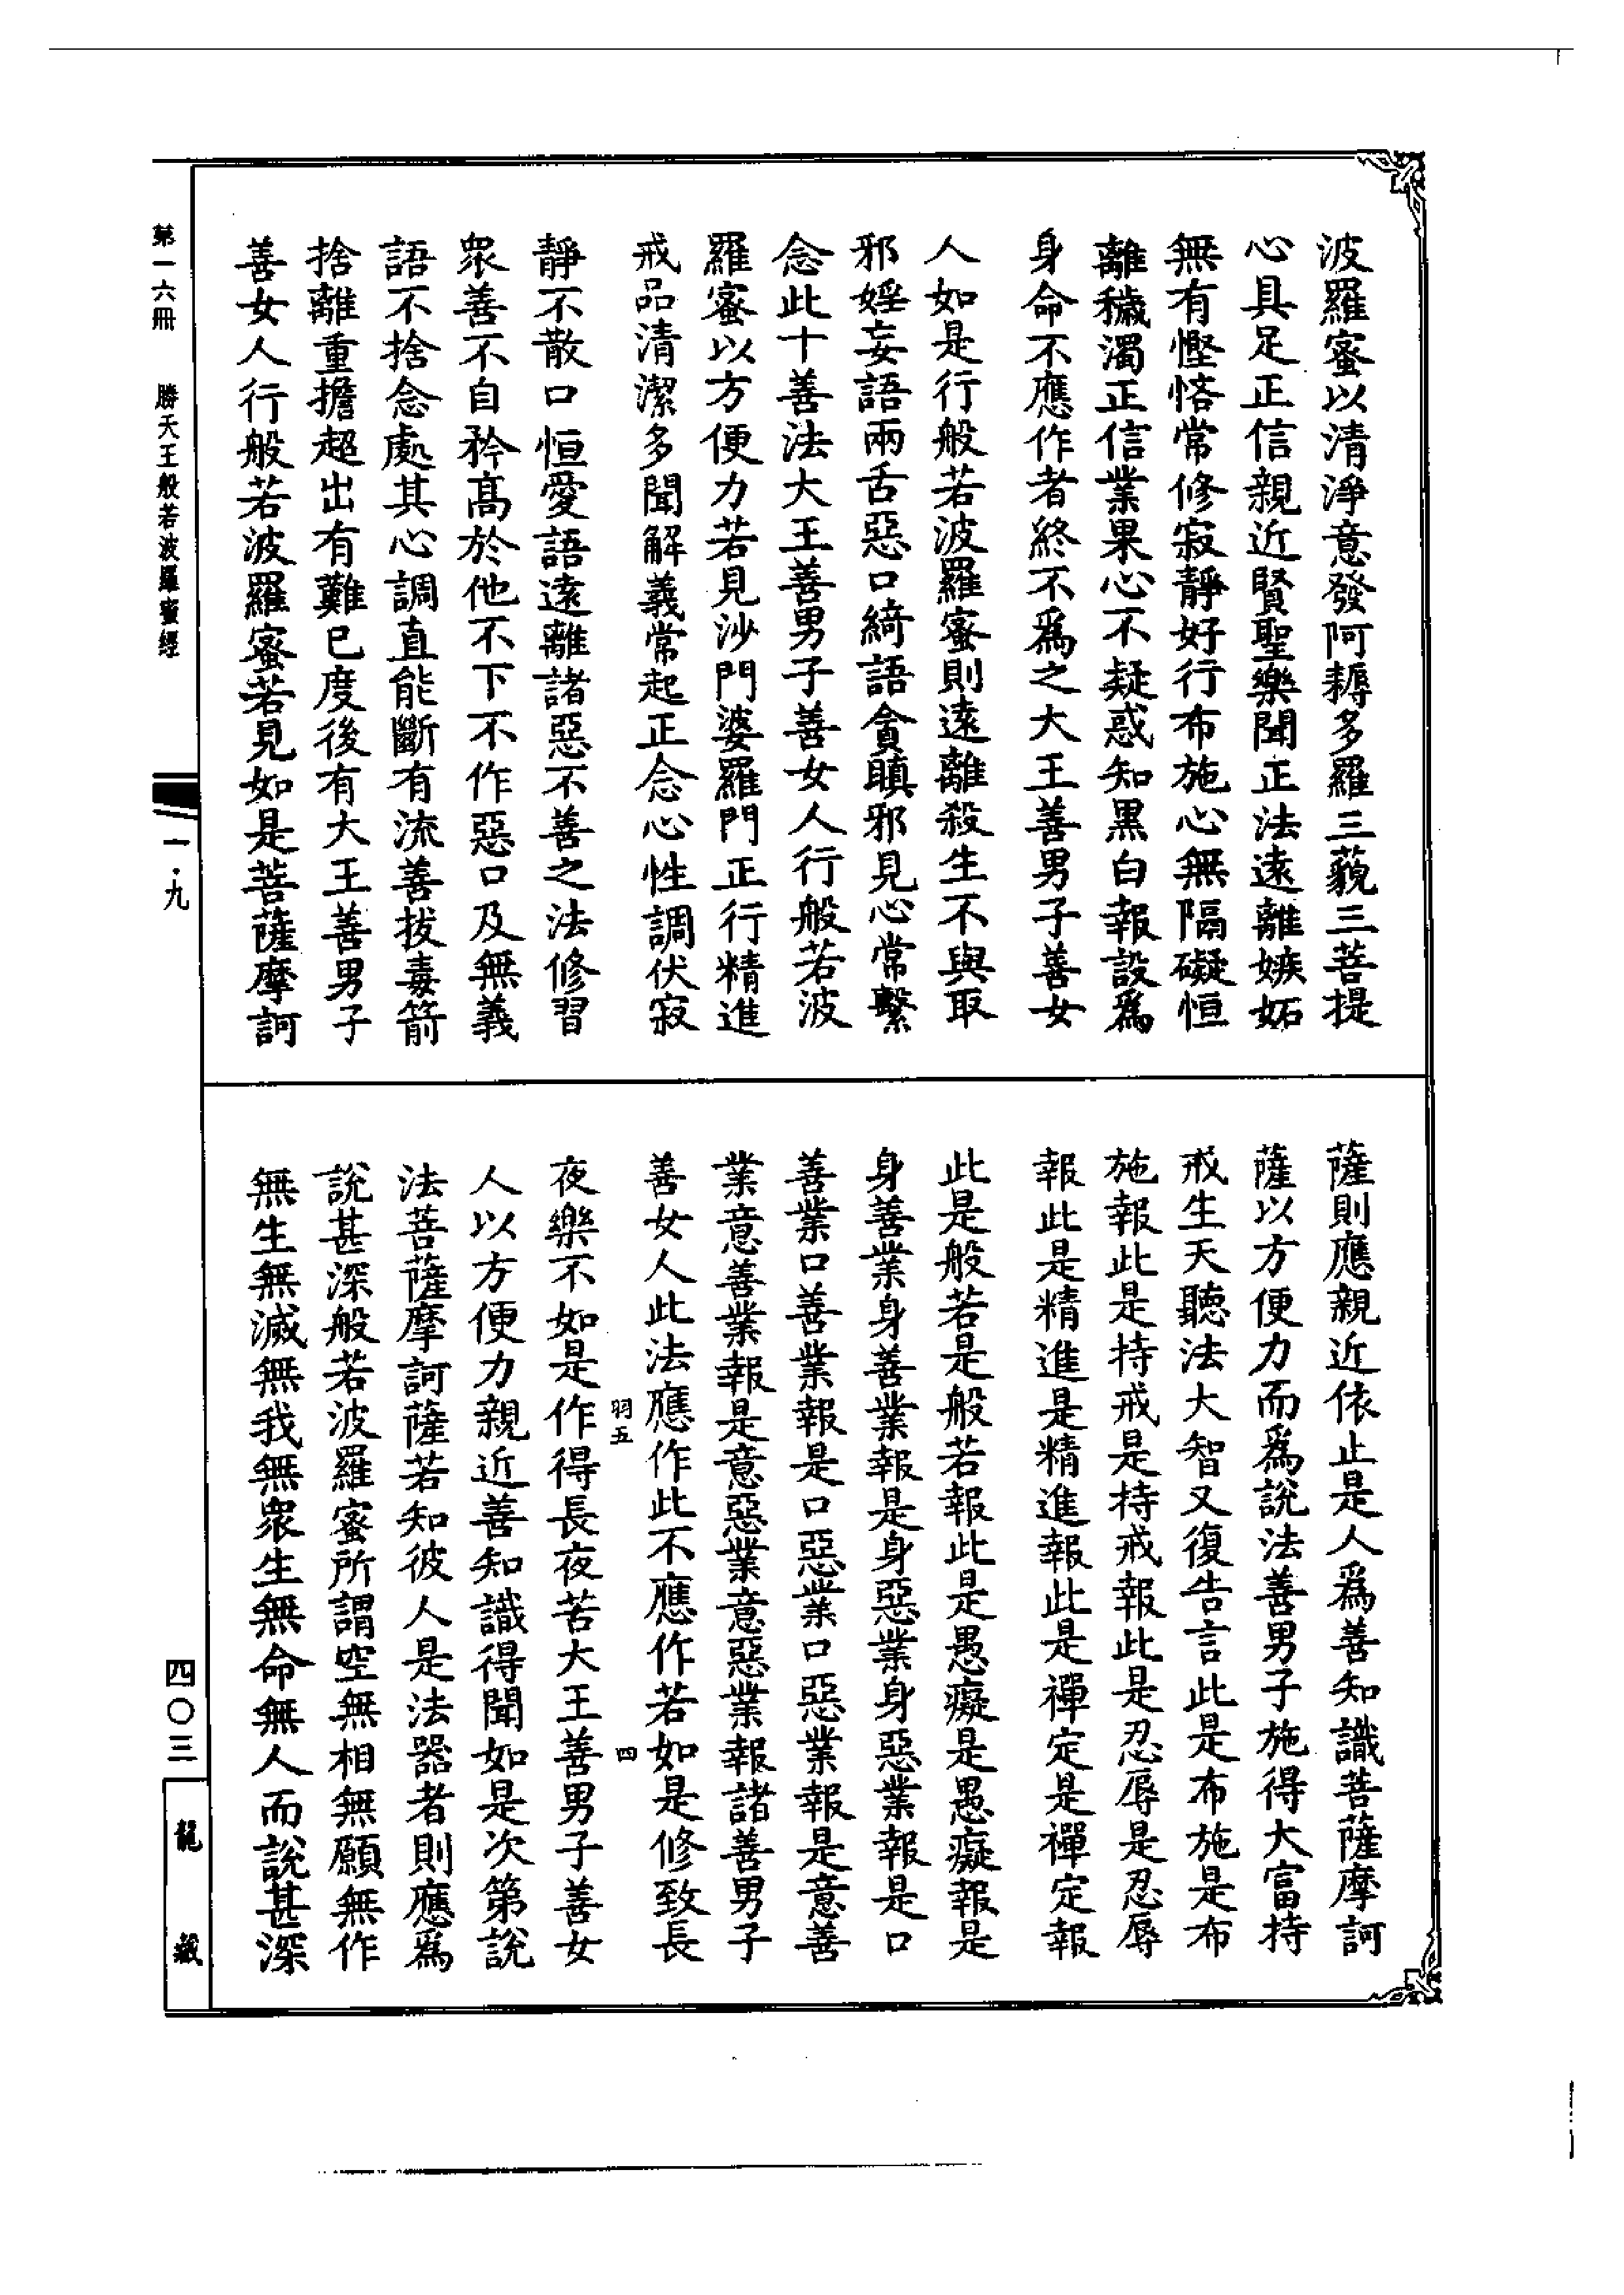 波羅蜜以清淨意發阿耨多羅三藐三菩提
心具足正信親近賢聖樂聞正法遠離嫉妬
無有慳悋常修寂靜好行布施心無隔礙恒
離穢濁正信業果心不疑惑知黑白報設爲
身命不應作者終不爲之大王善男子善女
人如是行般若波羅蜜則遠離殺生不與取
邪婬妄語兩舌惡口綺語貪瞋邪見心常繫
念此十善法大王善男子善女人行般若波
羅蜜以方便力若見沙門婆羅門正行精進
戒品清潔多聞解義常起正念心性調伏寂
靜不散口恒愛語遠離諸惡不善之法修習
衆善不自矜髙於他不下不作惡口及無義
語不捨念處其心調直能斷有流善拔毒箭
捨離重擔超出有難已度後有大王善男子
善女人行般若波羅蜜若見如是菩薩摩訶
薩則應親近依止是人爲善知識菩薩摩訶
薩以方便力而爲說法善男子施得大富持
戒生天聽法大智又復告言此是布施是布
施報此是持戒是持戒報此是忍辱是忍辱
報此是精進是精進報此是禪定是禪定報
此是般若是般若報此是愚癡是愚癡報是
身善業身善業報是身惡業身惡業報是口
善業口善業報是口惡業口惡業報是意善
業意善業報是意惡業意惡業報諸善男子
善女人此法應作此不應作若如是修致長
羽五
四
夜樂不如是作得長夜苦大王善男子善女
人以方便力親近善知識得聞如是次第說
法菩薩摩訶薩若知彼人是法器者則應爲
說甚深般若波羅蜜所謂空無相無願無作
無生無滅無我無衆生無命無人而說甚深
第一六冊 勝天王般若波羅蜜經
一·九
四〇三
龍藏